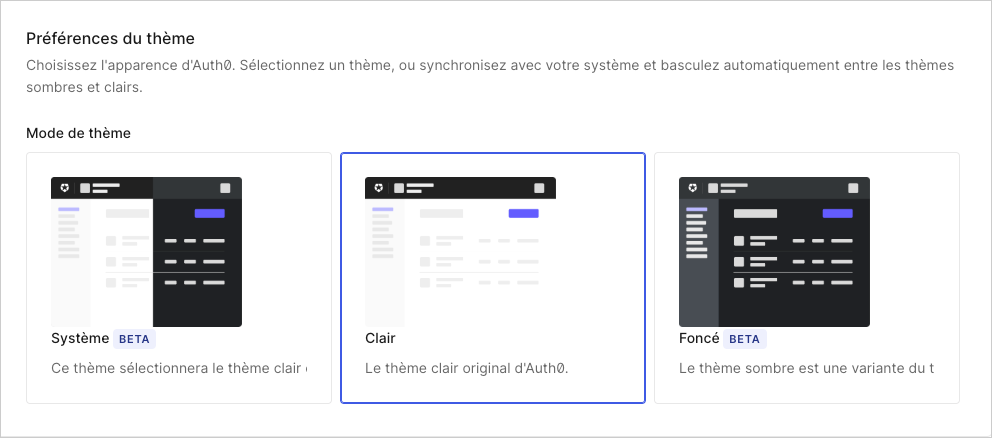 Préférences du thème
Choisissez l'apparence d'Auth0. Sélectionnez un thème, ou synchronisez avec votre système et basculez automatiquement entre les thèmes
sombres et clairs.
Mode de thème
Système BETA
Ce thème sélectionnera le thème clair
Clair
Le thème clair original d'Auth0.
Foncé BETA
Le thème sombre est une variante du t